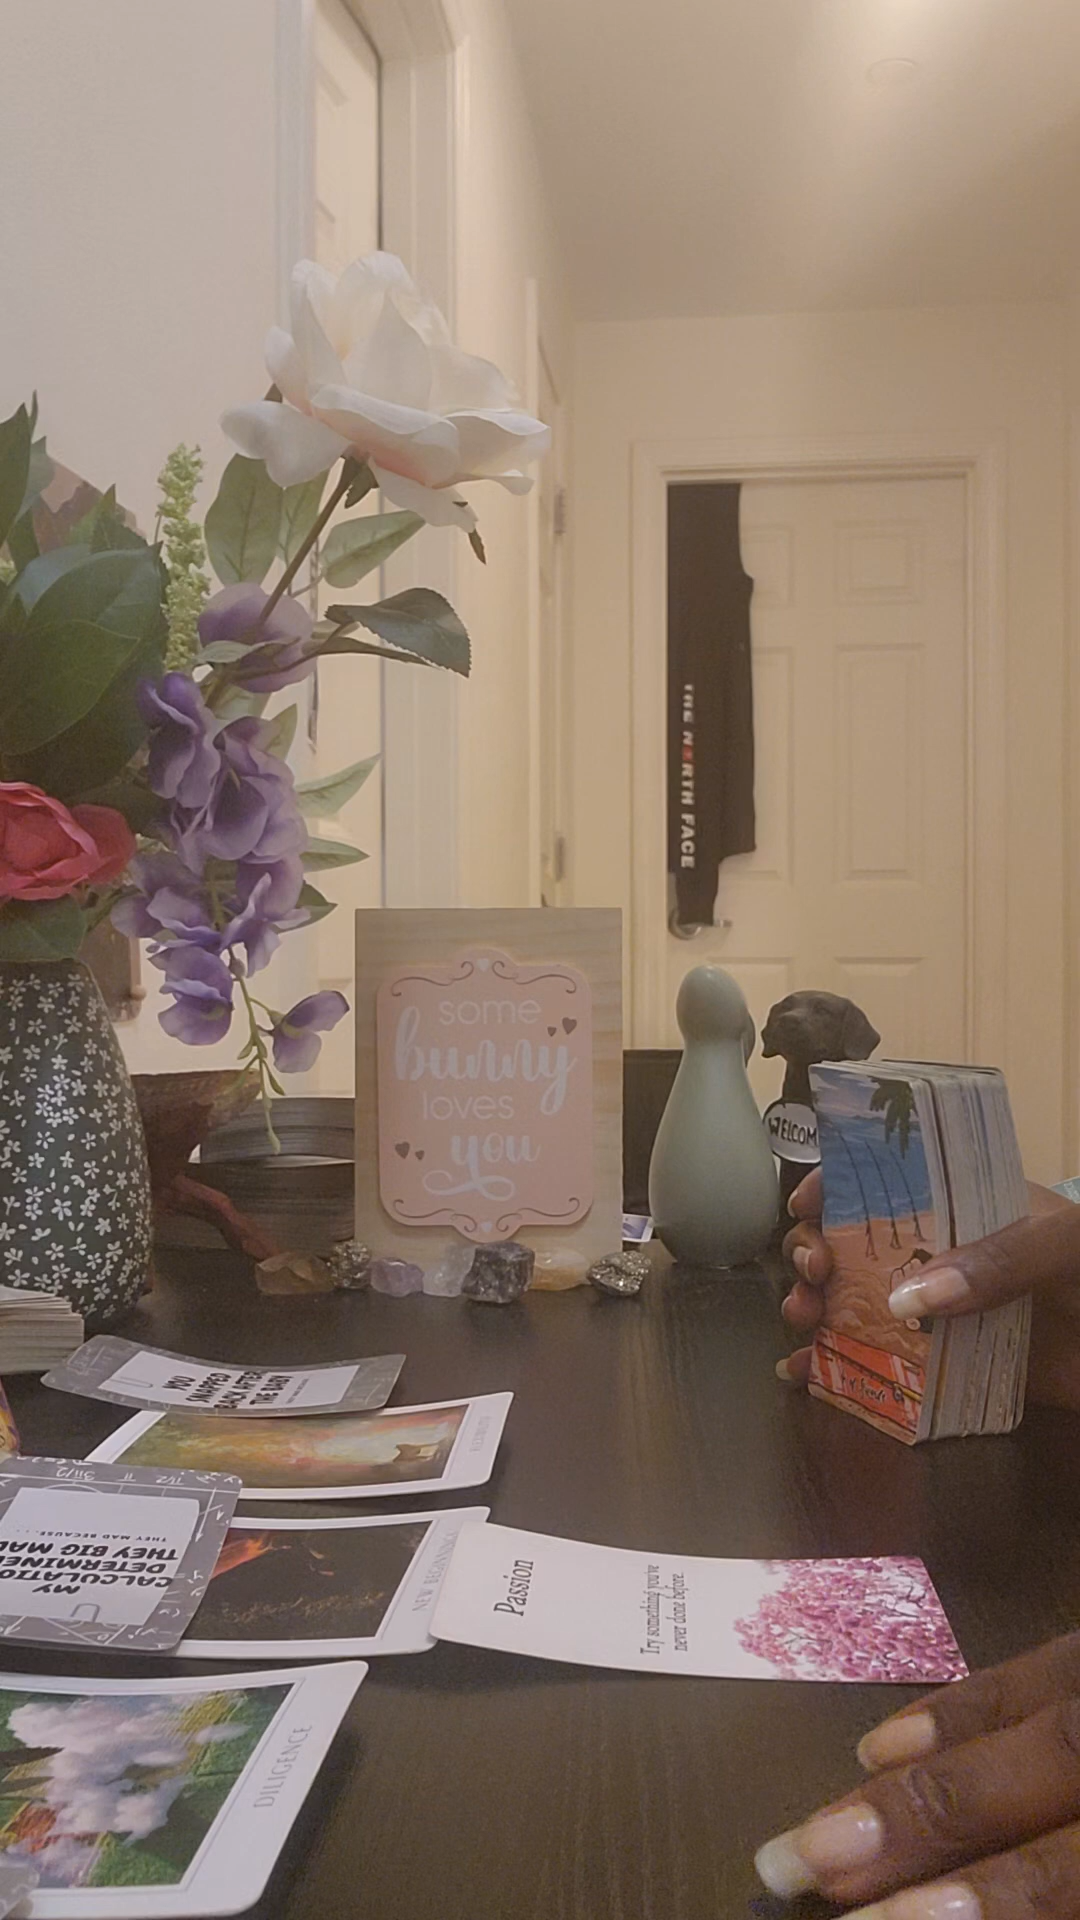 THE NORTH FACE
some
bunny
loves
you
WELCOM
YOU
SNAPPED
BACK AFTER
THE BABY
NEW BEGINNINGS
THEY MAD BECAUSE...
THEY BIG MAD
DETERMINED
CALCULATIO
MY
Passion
Try something you've
never done before.
DILIGENCE